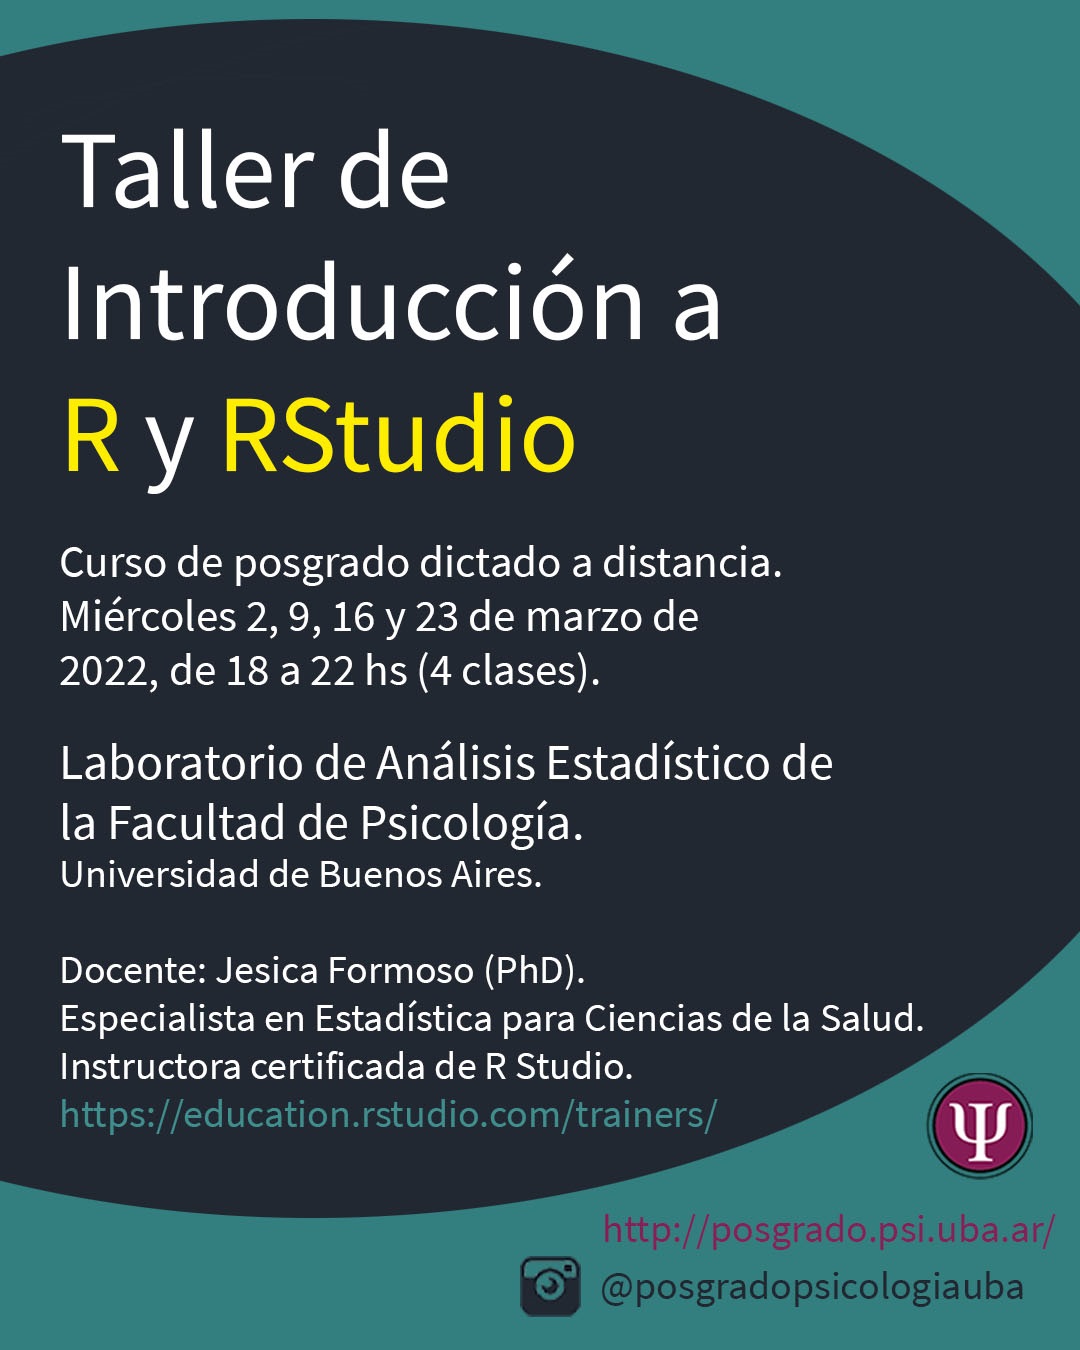 Taller de
Introducción a
R y RStudio
Curso de posgrado dictado a distancia.
Miércoles 2, 9, 16 y 23 de marzo de
2022, de 18 a 22 hs (4 clases).
Laboratorio de Análisis Estadístico de
la Facultad de Psicología.
Universidad de Buenos Aires.
Docente: Jesica Formoso (PhD).
Especialista en Estadística para Ciencias de la Salud.
Instructora certificada de R Studio.
https://education.rstudio.com/trainers/
Ψ
http://posgrado.psi.uba.ar/
@posgradopsicologiauba